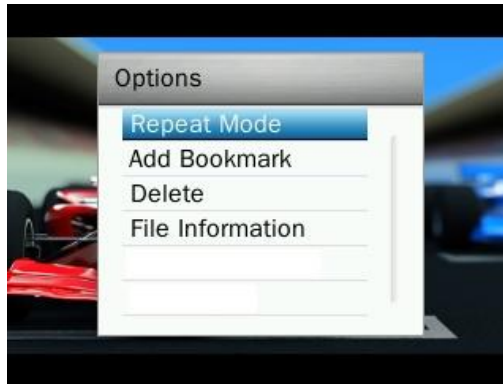 Options
Repeat Mode
Add Bookmark
Delete
File Information